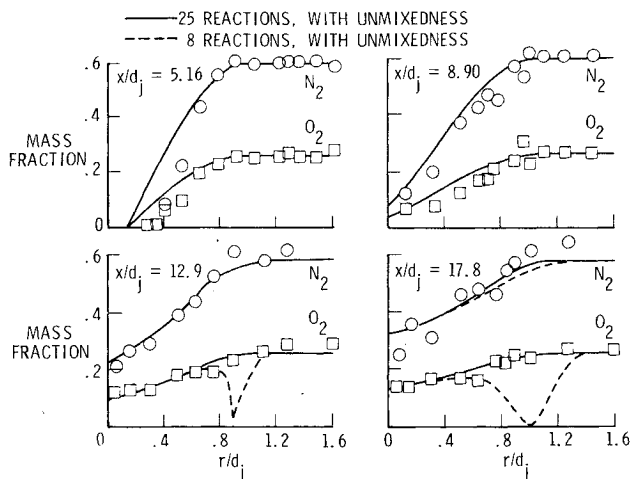 25 REACTIONS, WITH UNMIXEDNESS
8 REACTIONS, WITH UNMIXEDNESS
.6
x/dj = 5.16
N2
.4
MASS
FRACTION
O2
.2
0
x/dj = 8.90
N2
O2
.6
x/dj = 12.9
N2
.4
MASS
FRACTION
O2
.2
0 .4 .8 1.2 1.6
r/dj
x/dj = 17.8
N2
O2
0 .4 .8 1.2 1.6
r/dj